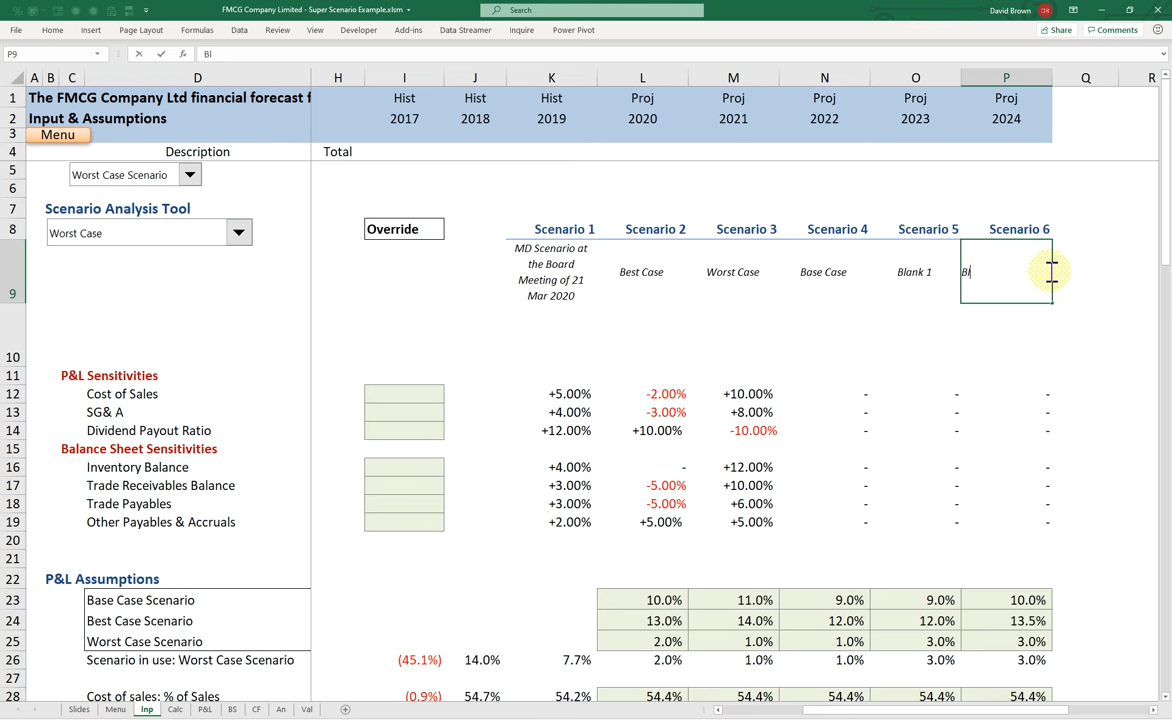 FMCG Company Limited - Super Scenario Example.xlsm
Search
David Brown
File Home Insert Page Layout Formulas Data Review View Developer Add-ins Data Streamer Inquire Power Pivot Share Comments
P9 fx Bl
A B C D H I J K L M N O P Q R
1 The FMCG Company Ltd financial forecast f Hist Hist Hist Proj Proj Proj Proj Proj
2 Input & Assumptions 2017 2018 2019 2020 2021 2022 2023 2024
3 Menu
4 Description Total
5 Worst Case Scenario
6
7 Scenario Analysis Tool
8 Worst Case Override Scenario 1 Scenario 2 Scenario 3 Scenario 4 Scenario 5 Scenario 6
MD Scenario at
the Board
Meeting of 21
Mar 2020
Best Case Worst Case Base Case Blank 1 Bl
9
10
11 P&L Sensitivities
12 Cost of Sales +5.00% -2.00% +10.00% - - -
13 SG& A +4.00% -3.00% +8.00% - - -
14 Dividend Payout Ratio +12.00% +10.00% -10.00% - - -
15 Balance Sheet Sensitivities
16 Inventory Balance +4.00% - +12.00% - - -
17 Trade Receivables Balance +3.00% -5.00% +10.00% - - -
18 Trade Payables +3.00% -5.00% +6.00% - - -
19 Other Payables & Accruals +2.00% +5.00% +5.00% - - -
20
21
22 P&L Assumptions
23 Base Case Scenario 10.0% 11.0% 9.0% 9.0% 10.0%
24 Best Case Scenario 13.0% 14.0% 12.0% 12.0% 13.5%
25 Worst Case Scenario 2.0% 1.0% 1.0% 3.0% 3.0%
26 Scenario in use: Worst Case Scenario (45.1%) 14.0% 7.7% 2.0% 1.0% 1.0% 3.0% 3.0%
27
28 Cost of sales: % of Sales (0.9%) 54.7% 54.2% 54.4% 54.4% 54.4% 54.4% 54.4%
Slides Menu Inp Calc P&L BS CF An Val